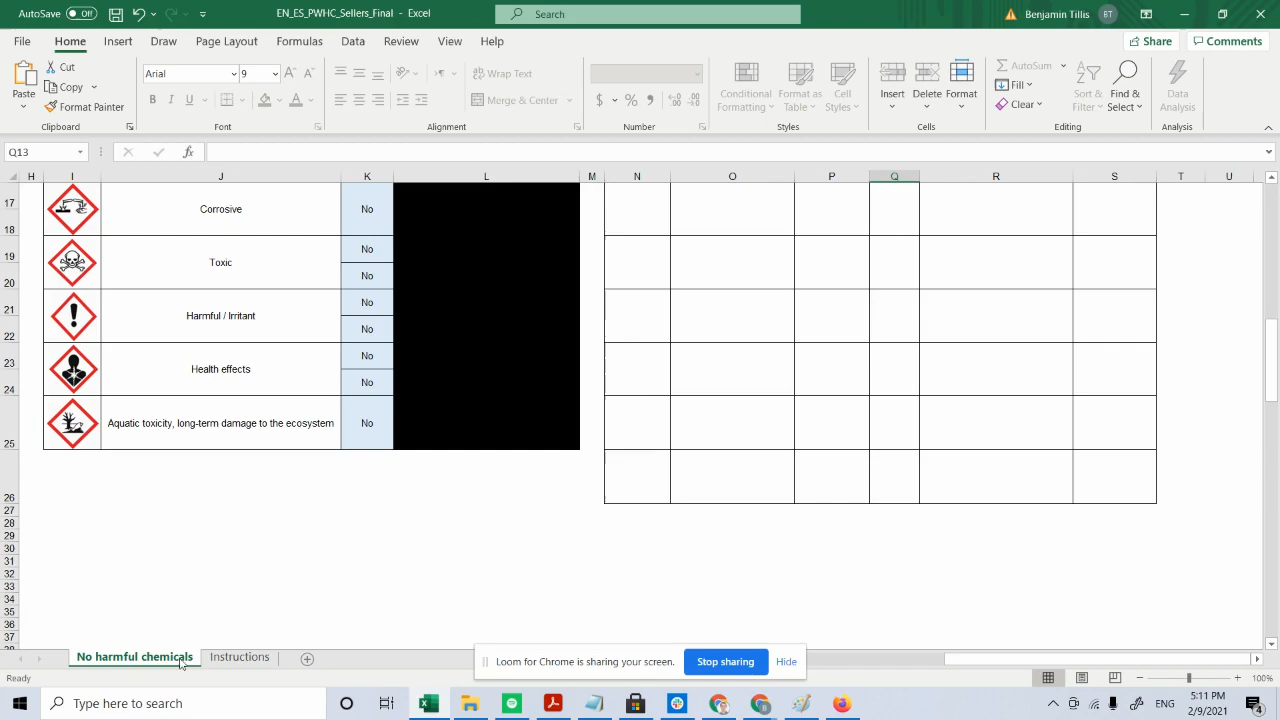 AutoSave Off
EN_ES_PWHC_Sellers_Final - Excel
Search
Benjamin Tillis BT
File Home Insert Draw Page Layout Formulas Data Review View Help
Share Comments
Paste
Cut
Copy
Format Painter
Clipboard
Arial 9
B I U
Font
Wrap Text
Merge & Center
Alignment
$ % ,
Number
Conditional Formatting
Format as Table
Cell Styles
Styles
Insert Delete Format
Cells
AutoSum
Fill
Clear
Sort & Filter
Find & Select
Editing
Data Analysis
Analysis
Q13 fx
H I J K L M N O P Q R S T U
17
18
19
20
21
22
23
24
25
26
27
28
29
30
31
32
33
34
35
36
37
Corrosive No
Toxic No
No
Harmful / Irritant No
No
Health effects No
No
Aquatic toxicity, long-term damage to the ecosystem No
No harmful chemicals Instructions
Loom for Chrome is sharing your screen. Stop sharing Hide
Ready
100%
Type here to search
ENG
5:11 PM
2/9/2021
4